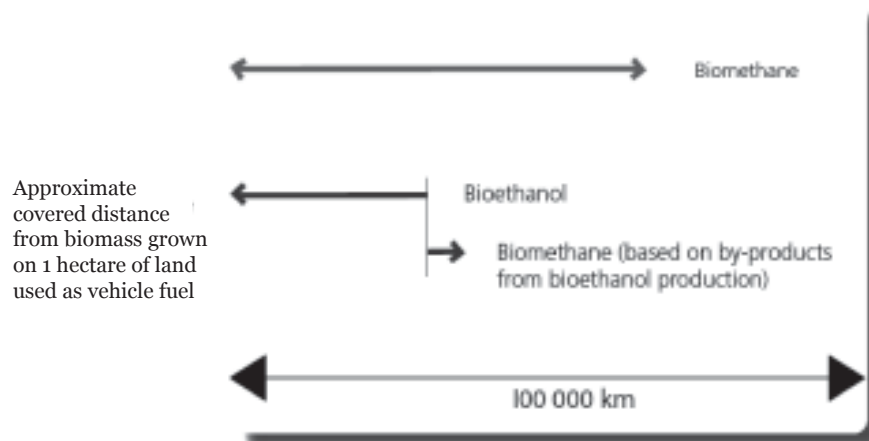 Biomethane
Approximate
covered distance
from biomass grown
on 1 hectare of land
used as vehicle fuel
Bioethanol
Biomethane (based on by-products
from bioethanol production)
100 000 km